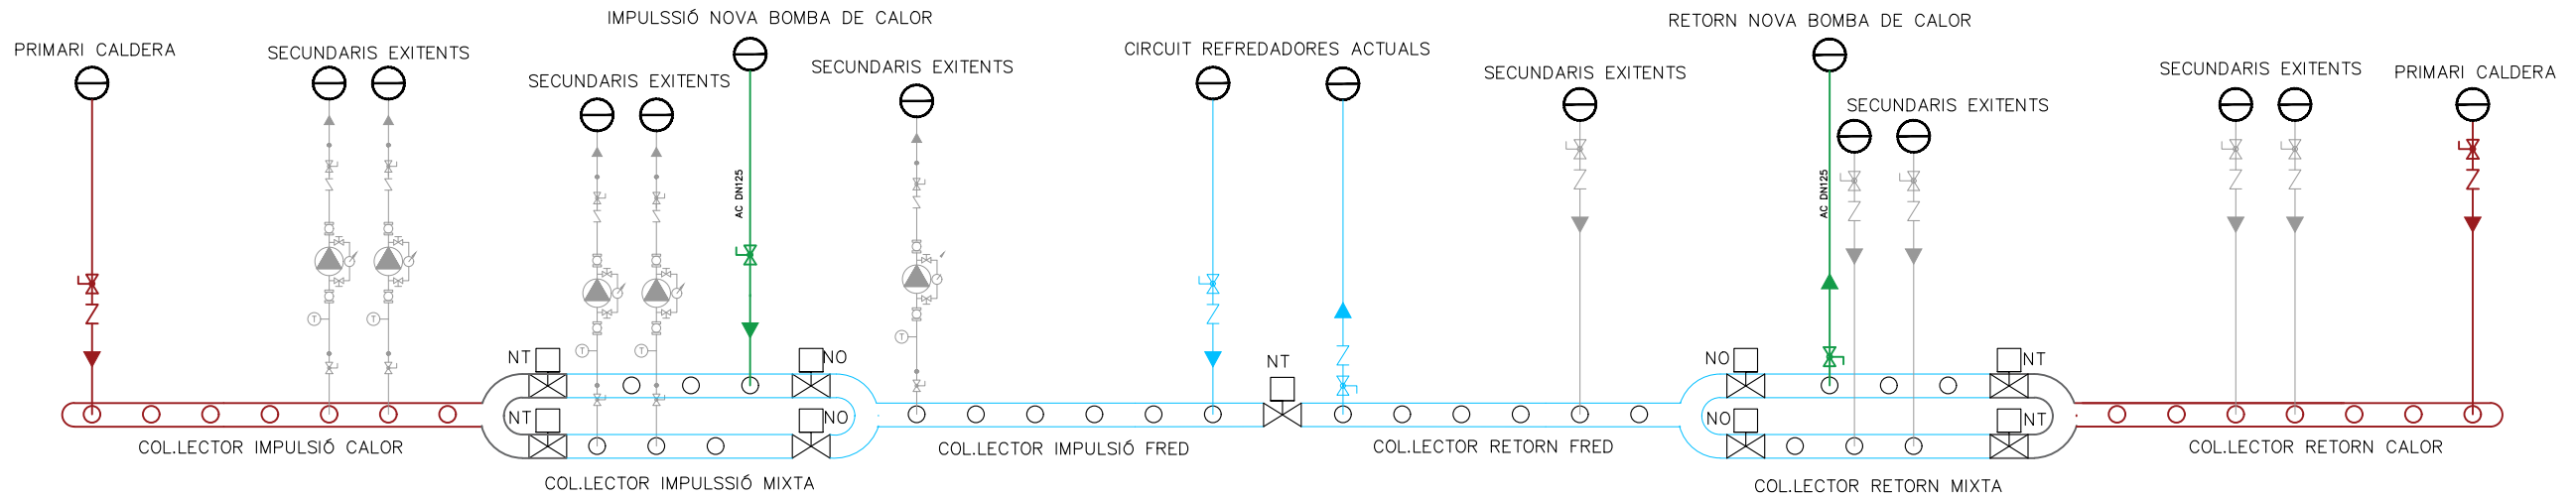 IMPULSSIÓ NOVA BOMBA DE CALOR
RETORN NOVA BOMBA DE CALOR
PRIMARI CALDERA
SECUNDARIS EXITENTS
SECUNDARIS EXITENTS
SECUNDARIS EXITENTS
CIRCUIT REFREDADORES ACTUALS
SECUNDARIS EXITENTS
SECUNDARIS EXITENTS
SECUNDARIS EXITENTS
PRIMARI CALDERA
AC DN125
AC DN125
T
T
T
T
T
NT
NO
NT
NO
NT
NT
NO
NT
NO
NT
COL.LECTOR IMPULSIÓ CALOR
COL.LECTOR IMPULSIÓ FRED
COL.LECTOR RETORN FRED
COL.LECTOR RETORN CALOR
COL.LECTOR IMPULSSIÓ MIXTA
COL.LECTOR RETORN MIXTA